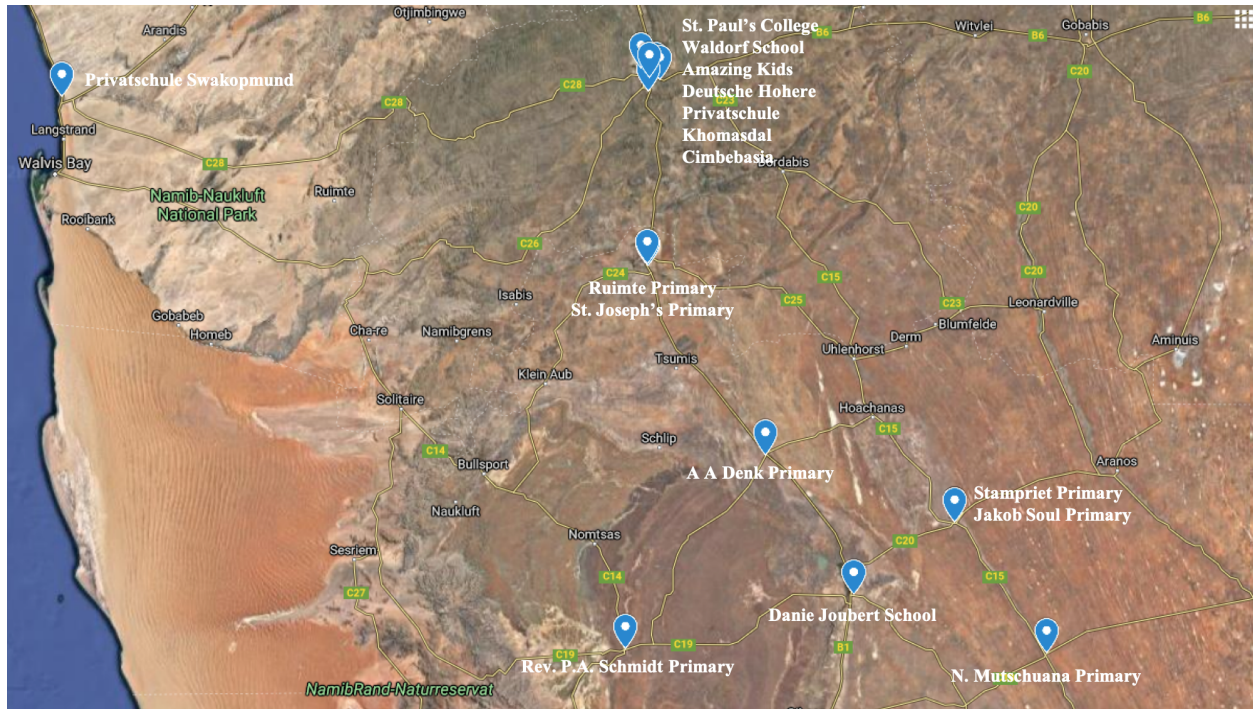 Otjimbingwe
St. Paul's College
Witvlei
Gobabis
Arandis
B6
B6
Waldorf School
Privatschule Swakopmund
Amazing Kids
C20
C28
Deutsche Hohere
C28
C23
Privatschule
Langstrand
Khomasdal
Walvis Bay
C28
Cimbebasia
Namib-Naukluft
National Park
Ruimte
C20
Rooibank
C26
C24
C15
C20
Ruimte Primary
St. Joseph's Primary
Isabis
C25
C23
Leonardville
Gobabeb
Homeb
Cha-re
Namibgrens
Blumfelde
Derm
Uhlenhorst
Aminuis
Tsumis
Klein Aub
Solitaire
Hoachanas
C15
Schlip
C14
Bullsport
A A Denk Primary
Aranos
Stampriet Primary
Jakob Soul Primary
Naukluft
Nomtsas
C20
Sesriem
C14
C15
C27
Danie Joubert School
C19
C19
B1
Rev. P.A. Schmidt Primary
N. Mutschuana Primary
NamibRand-Naturreservat